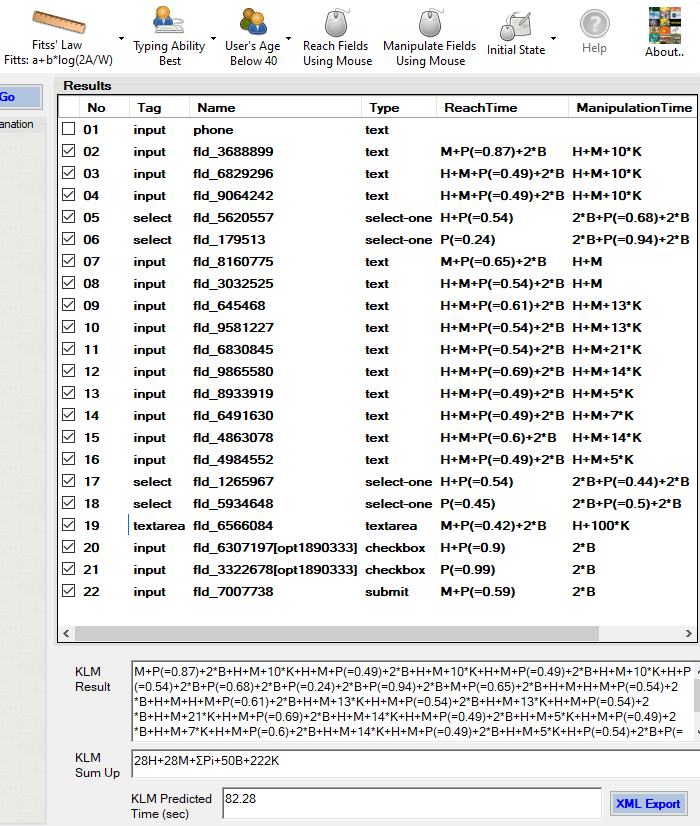 Fitss' Law
Fitts: a+b*log(2A/W)
Typing Ability
Best
User's Age
Below 40
Reach Fields
Using Mouse
Manipulate Fields
Using Mouse
Initial State
Help
About..
Go
anation
Results
No Tag Name Type ReachTime ManipulationTime
01 input phone text
02 input fld_3688899 text M+P(=0.87)+2*B H+M+10*K
03 input fld_6829296 text H+M+P(=0.49)+2*B H+M+10*K
04 input fld_9064242 text H+M+P(=0.49)+2*B H+M+10*K
05 select fld_5620557 select-one H+P(=0.54) 2*B+P(=0.68)+2*B
06 select fld_179513 select-one P(=0.24) 2*B+P(=0.94)+2*B
07 input fld_8160775 text M+P(=0.65)+2*B H+M
08 input fld_3032525 text H+M+P(=0.54)+2*B H+M
09 input fld_645468 text H+M+P(=0.61)+2*B H+M+13*K
10 input fld_9581227 text H+M+P(=0.54)+2*B H+M+13*K
11 input fld_6830845 text H+M+P(=0.54)+2*B H+M+21*K
12 input fld_9865580 text H+M+P(=0.69)+2*B H+M+14*K
13 input fld_8933919 text H+M+P(=0.49)+2*B H+M+5*K
14 input fld_6491630 text H+M+P(=0.49)+2*B H+M+7*K
15 input fld_4863078 text H+M+P(=0.6)+2*B H+M+14*K
16 input fld_4984552 text H+M+P(=0.49)+2*B H+M+5*K
17 select fld_1265967 select-one H+P(=0.54) 2*B+P(=0.44)+2*B
18 select fld_5934648 select-one P(=0.45) 2*B+P(=0.5)+2*B
19 textarea fld_6566084 textarea M+P(=0.42)+2*B H+100*K
20 input fld_6307197[opt1890333] checkbox H+P(=0.9) 2*B
21 input fld_3322678[opt1890333] checkbox P(=0.99) 2*B
22 input fld_7007738 submit M+P(=0.59) 2*B
KLM
Result
M+P(=0.87)+2*B+H+M+10*K+H+M+P(=0.49)+2*B+H+M+10*K+H+M+P(=0.49)+2*B+H+M+10*K+H+P
(=0.54)+2*B+P(=0.68)+2*B+P(=0.24)+2*B+P(=0.94)+2*B+M+P(=0.65)+2*B+H+M+H+M+P(=0.54)+2
*B+H+M+H+M+P(=0.61)+2*B+H+M+13*K+H+M+P(=0.54)+2*B+H+M+13*K+H+M+P(=0.54)+2
*B+H+M+21*K+H+M+P(=0.69)+2*B+H+M+14*K+H+M+P(=0.49)+2*B+H+M+5*K+H+M+P(=0.49)+2
*B+H+M+7*K+H+M+P(=0.6)+2*B+H+M+14*K+H+M+P(=0.49)+2*B+H+M+5*K+H+P(=0.54)+2*B+P(=
KLM
Sum Up
28H+28M+ΣPi+50B+222K
KLM Predicted
Time (sec)
82.28
XML Export